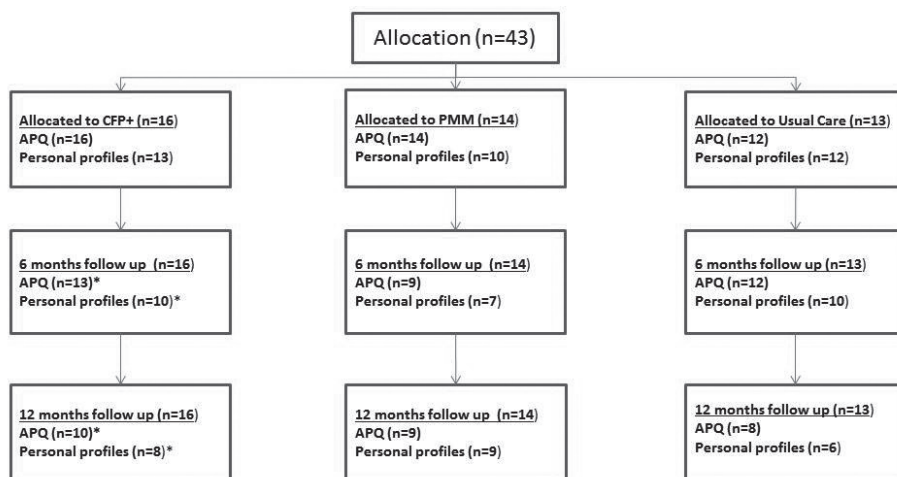 Allocation (n=43)
Allocated to CFP+ (n=16)
APQ (n=16)
Personal profiles (n=13)
Allocated to PMM (n=14)
APQ (n=14)
Personal profiles (n=10)
Allocated to Usual Care (n=13)
APQ (n=12)
Personal profiles (n=12)
6 months follow up (n=16)
APQ (n=13)*
Personal profiles (n=10)*
6 months follow up (n=14)
APQ (n=9)
Personal profiles (n=7)
6 months follow up (n=13)
APQ (n=12)
Personal profiles (n=10)
12 months follow up (n=16)
APQ (n=10)*
Personal profiles (n=8)*
12 months follow up (n=14)
APQ (n=9)
Personal profiles (n=9)
12 months follow up (n=13)
APQ (n=8)
Personal profiles (n=6)